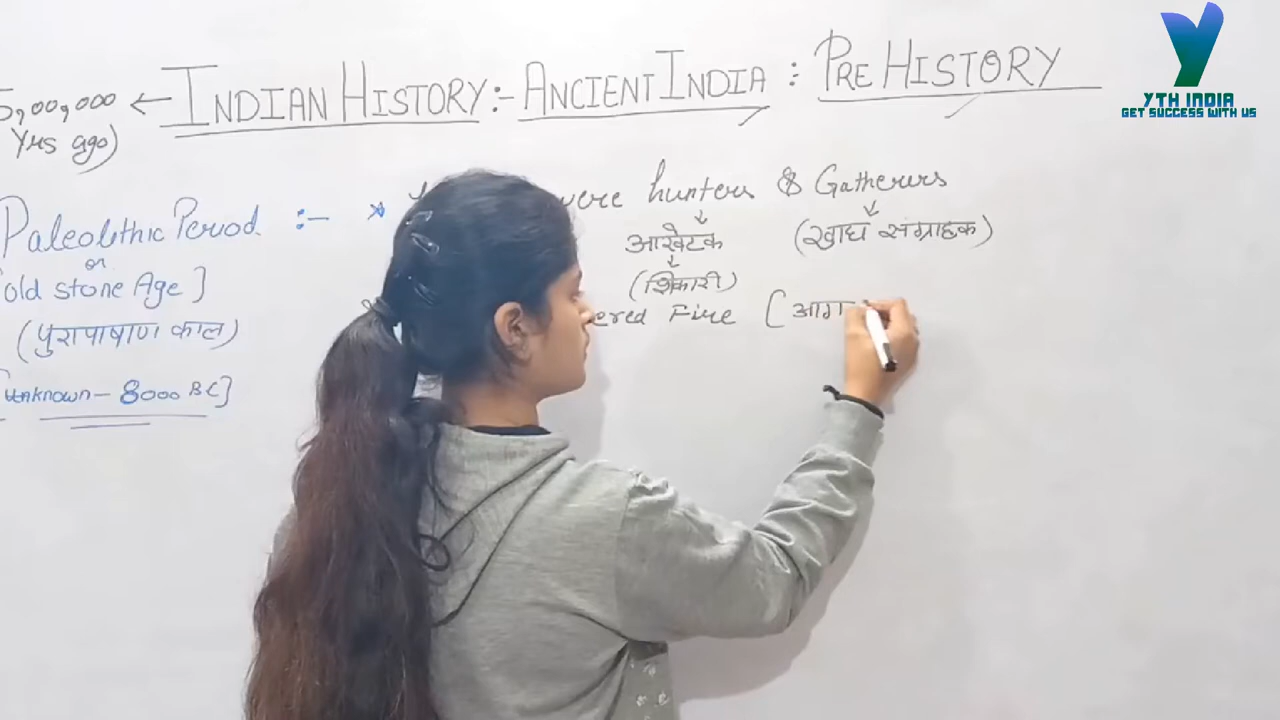 5,00,000 ← INDIAN HISTORY :- ANCIENT INDIA : PRE HISTORY
Yrs ago)
YTH INDIA
GET SUCCESS WITH US
Paleolithic Period :- * were hunters & Gatherers
or
old stone Age ]
(पुरापाषाण काल)
[Unknown – 8000 BC]
आखेटक (खाद्य संग्राहक)
(शिकारी)
ered Fire [ आग